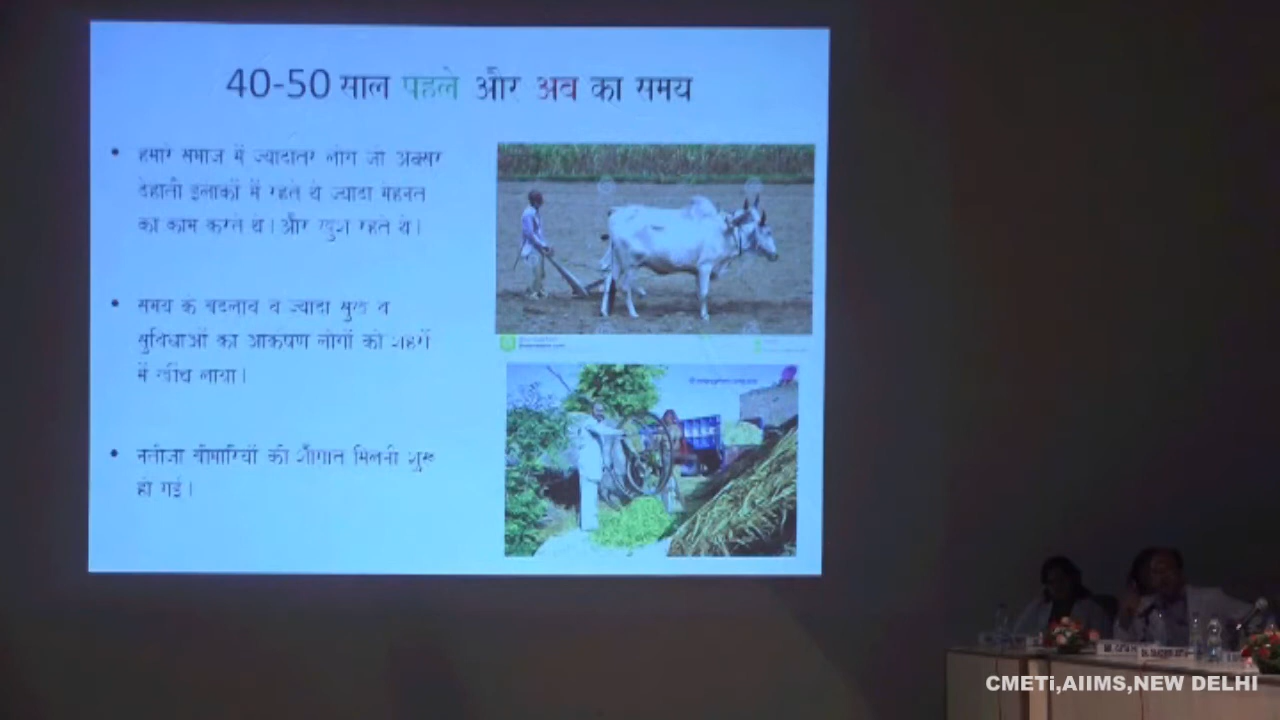 40-50 साल पहले और अब का समय
• हमारे समाज में ज्यादातर लोग जो अक्सर
देहाती इलाकों में रहते थे ज्यादा मेहनत
का काम करते थे। और खुश रहते थे।
• समय के बदलाव व ज्यादा सुख व
सुविधाओं का आकर्षण लोगों को शहरों
में खींच लाया।
• नतीजा बीमारियों की सौगात मिलनी शुरू
हो गई।
CMETi,AIIMS,NEW DELHI